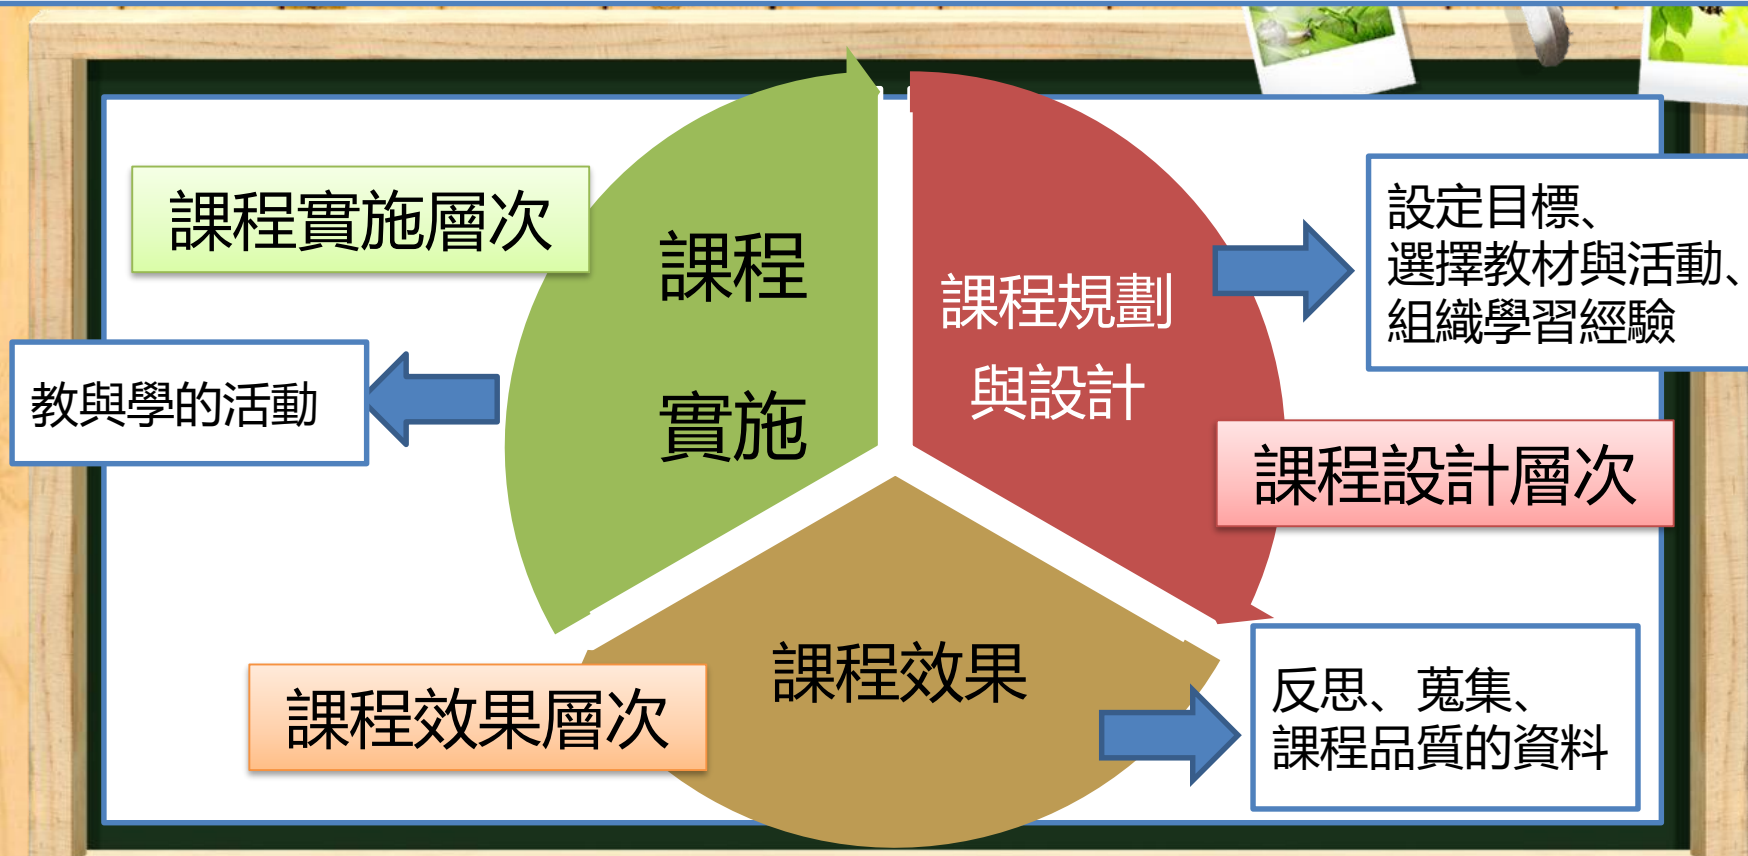 課程實施層次
課程
實施
教與學的活動
課程規劃
與設計
設定目標、
選擇教材與活動、
組織學習經驗
課程設計層次
課程效果
課程效果層次
反思、蒐集、
課程品質的資料